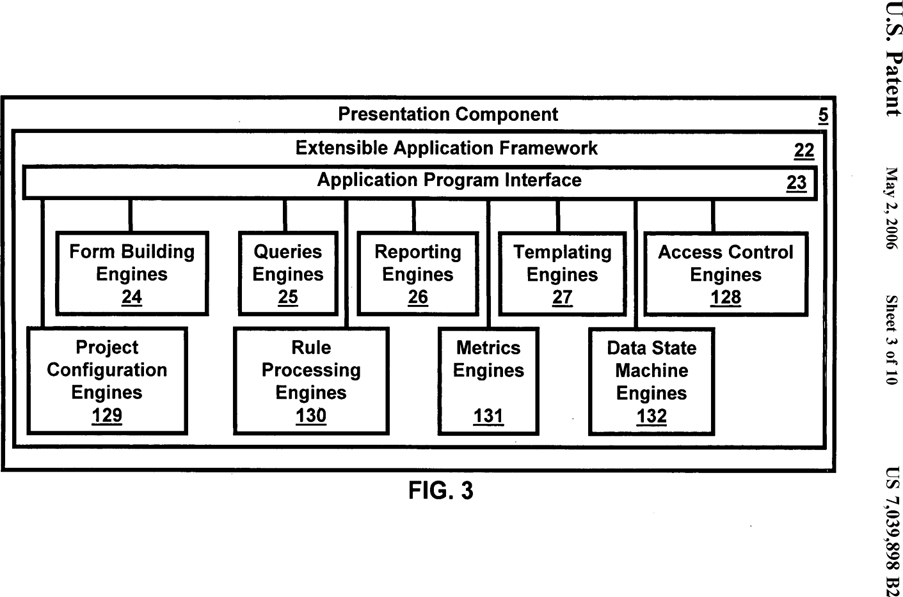 U.S. Patent
May 2, 2006
Sheet 3 of 10
US 7,039,898 B2
Presentation Component 5
Extensible Application Framework 22
Application Program Interface 23
Form Building
Engines
24
Queries
Engines
25
Reporting
Engines
26
Templating
Engines
27
Access Control
Engines
128
Project
Configuration
Engines
129
Rule
Processing
Engines
130
Metrics
Engines
131
Data State
Machine
Engines
132
FIG. 3